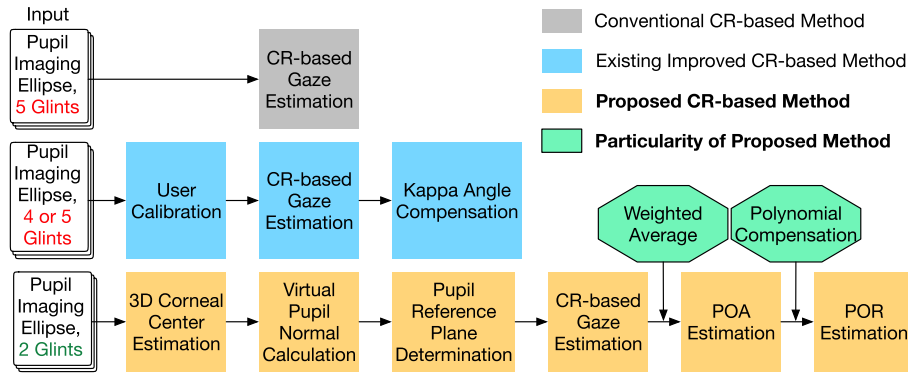 Input
Pupil
Imaging
Ellipse,
5 Glints
CR-based
Gaze
Estimation
Conventional CR-based Method
Existing Improved CR-based Method
Proposed CR-based Method
Particularity of Proposed Method
Pupil
Imaging
Ellipse,
4 or 5
Glints
User
Calibration
CR-based
Gaze
Estimation
Kappa Angle
Compensation
Weighted
Average
Polynomial
Compensation
Pupil
Imaging
Ellipse,
2 Glints
3D Corneal
Center
Estimation
Virtual
Pupil
Normal
Calculation
Pupil
Reference
Plane
Determination
CR-based
Gaze
Estimation
POA
Estimation
POR
Estimation